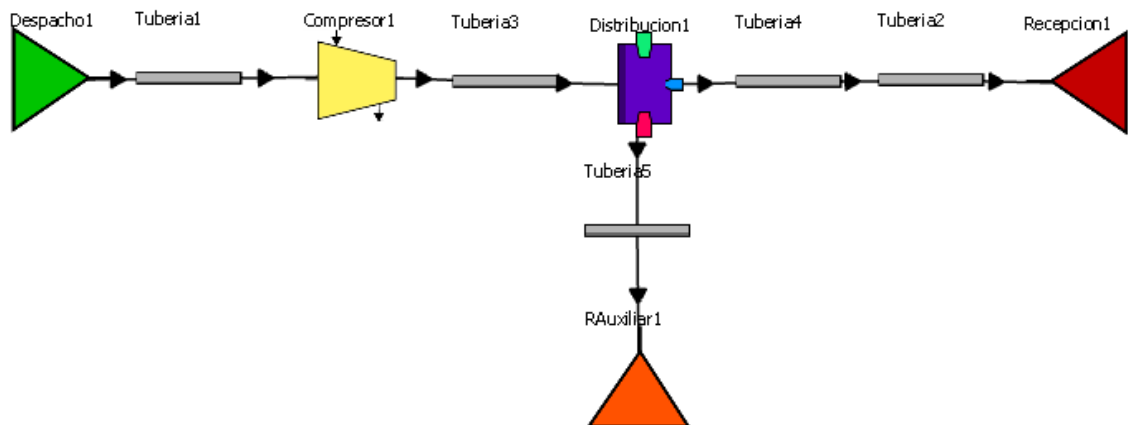 Despacho1
Tuberia1
Compresor1
Tuberia3
Distribucion1
Tuberia4
Tuberia2
Recepcion1
Tuberia5
RAuxiliar1